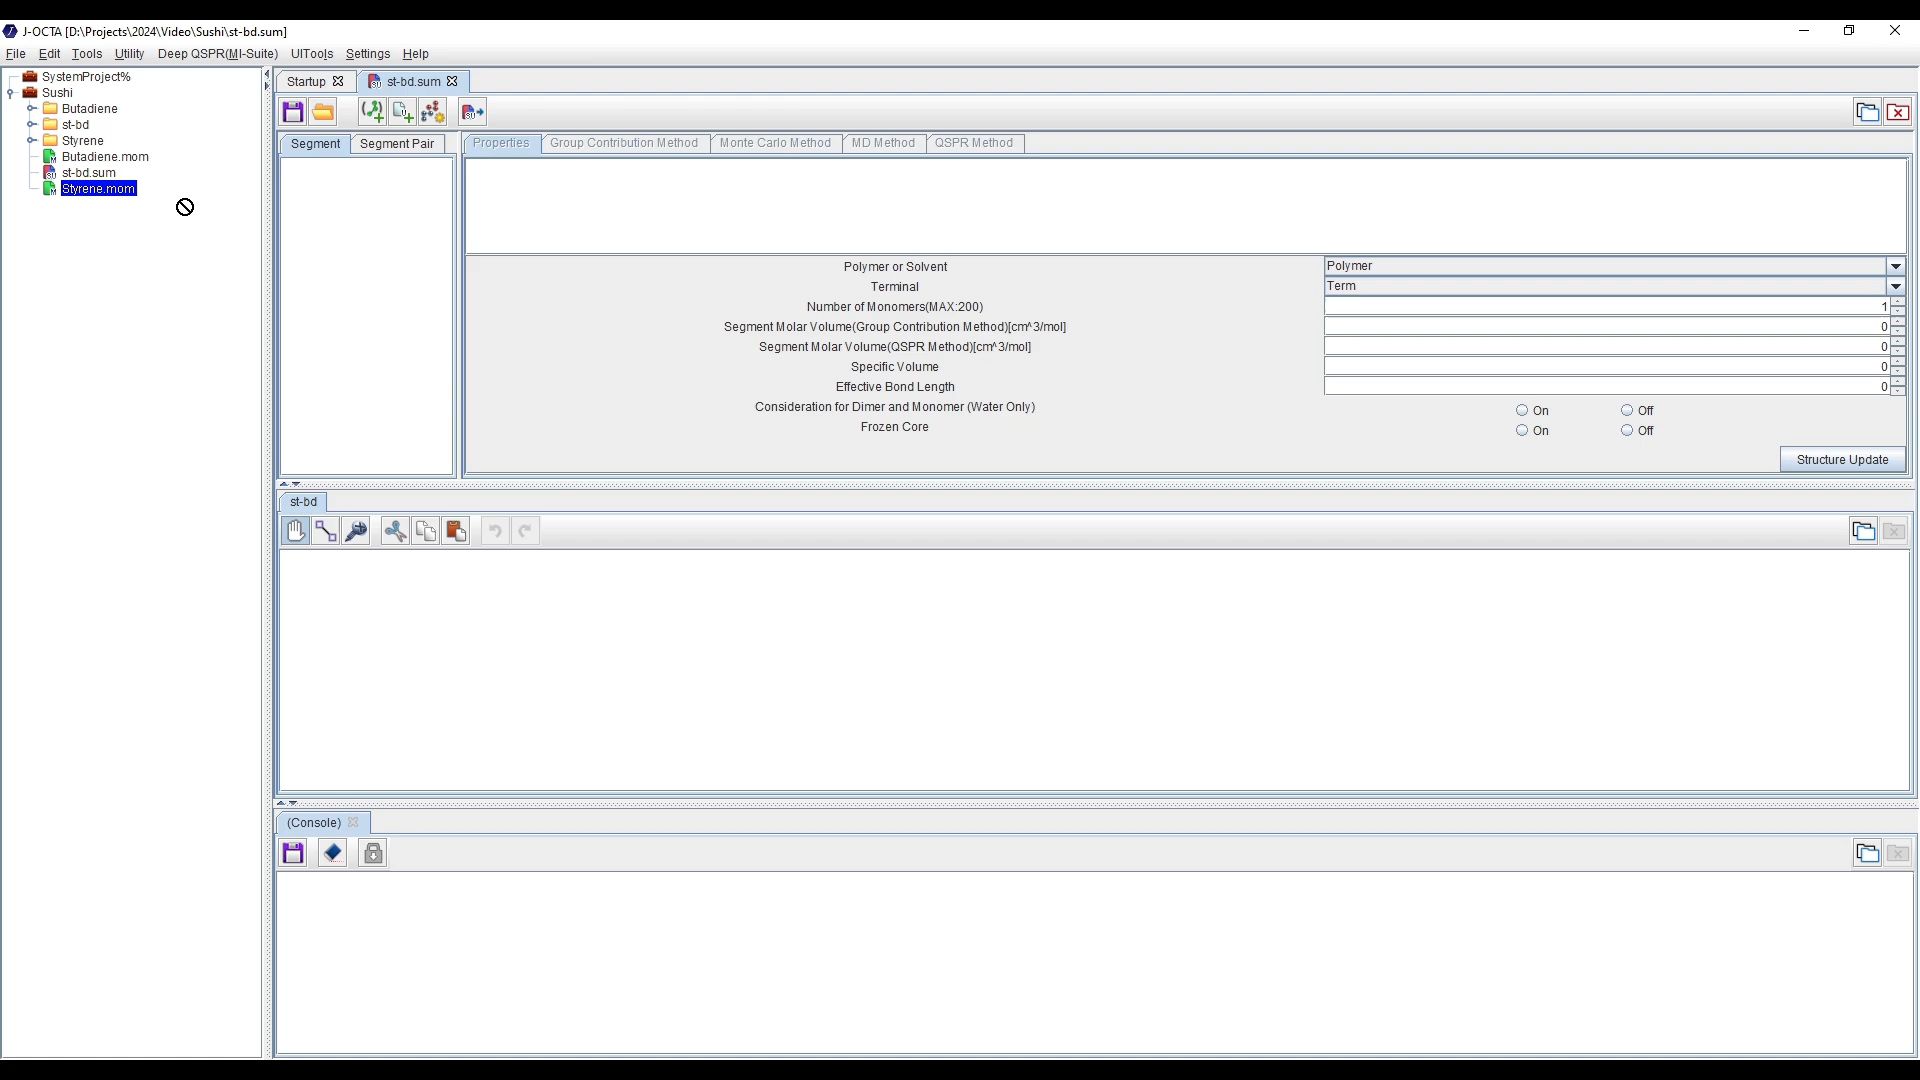 J-OCTA [D:\Projects\2024\Video\Sushi\st-bd.sum]
File Edit Tools Utility Deep QSPR(MI-Suite) UITools Settings Help
SystemProject%
Sushi
Butadiene
st-bd
Styrene
Butadiene.mom
st-bd.sum
Styrene.mom
Startup st-bd.sum
Segment Segment Pair
Properties Group Contribution Method Monte Carlo Method MD Method QSPR Method
Polymer or Solvent Polymer
Terminal Term
Number of Monomers(MAX:200) 1
Segment Molar Volume(Group Contribution Method)[cm^3/mol] 0
Segment Molar Volume(QSPR Method)[cm^3/mol] 0
Specific Volume 0
Effective Bond Length 0
Consideration for Dimer and Monomer (Water Only) On Off
Frozen Core On Off
Structure Update
st-bd
(Console)